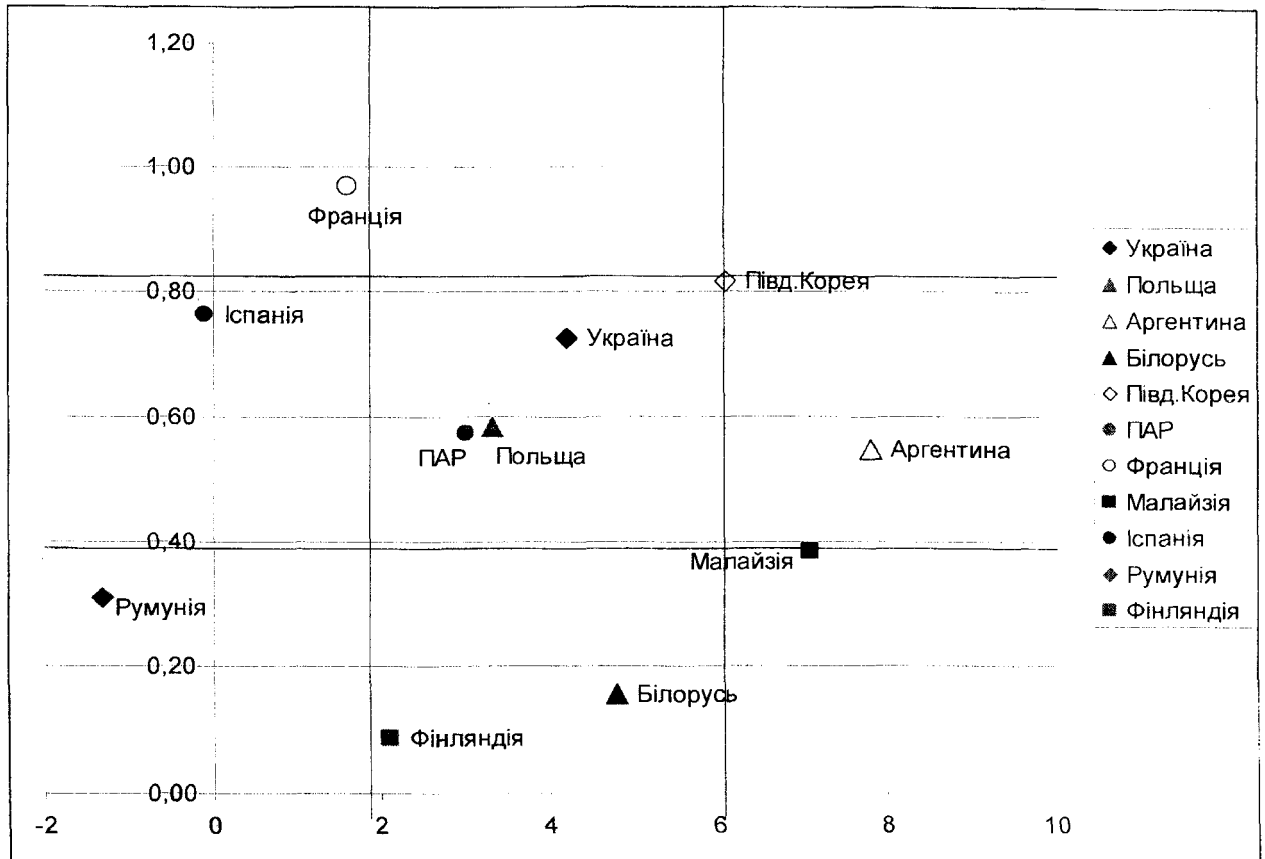 1,20
1,00
Франція
0,80
Півд.Корея
Іспанія
Україна
0,60
ПАР
Польща
Аргентина
0,40
Малайзія
Румунія
0,20
Білорусь
Фінляндія
0,00
-2
0
2
4
6
8
10
Україна
Польща
Аргентина
Білорусь
Півд.Корея
ПАР
Франція
Малайзія
Іспанія
Румунія
Фінляндія